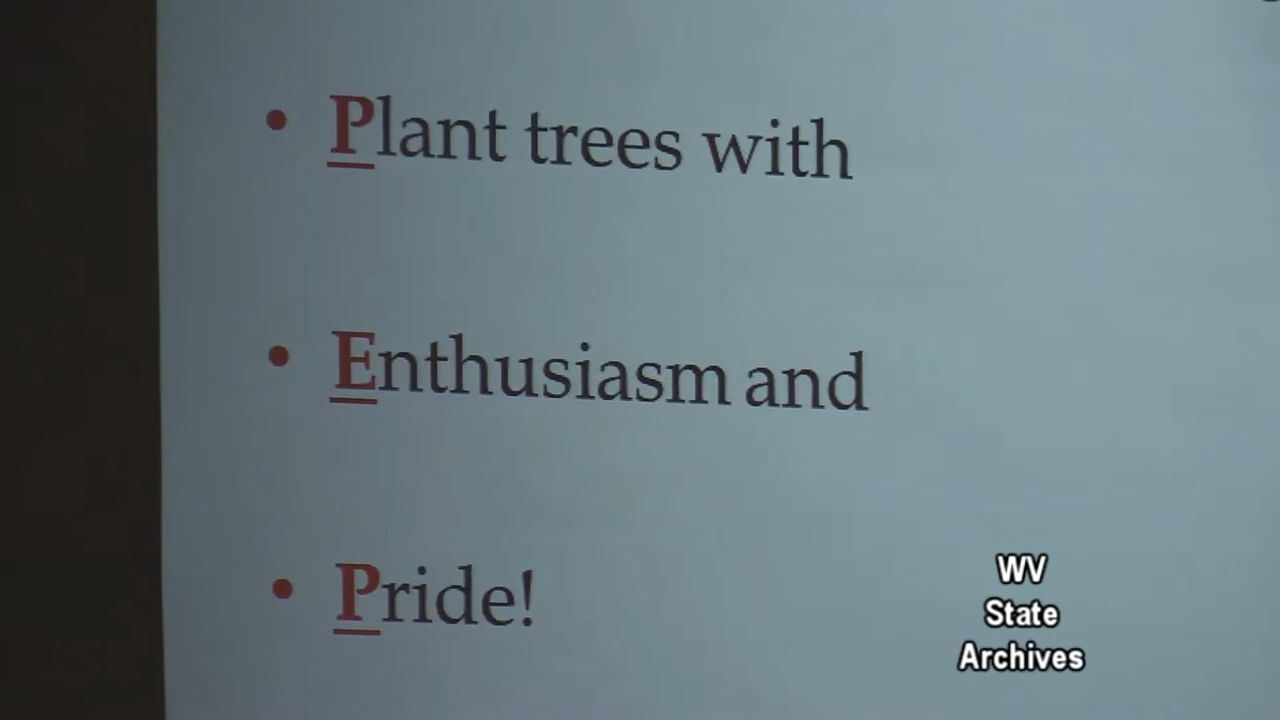 • Plant trees with
• Enthusiasm and
• Pride!
WV
State
Archives